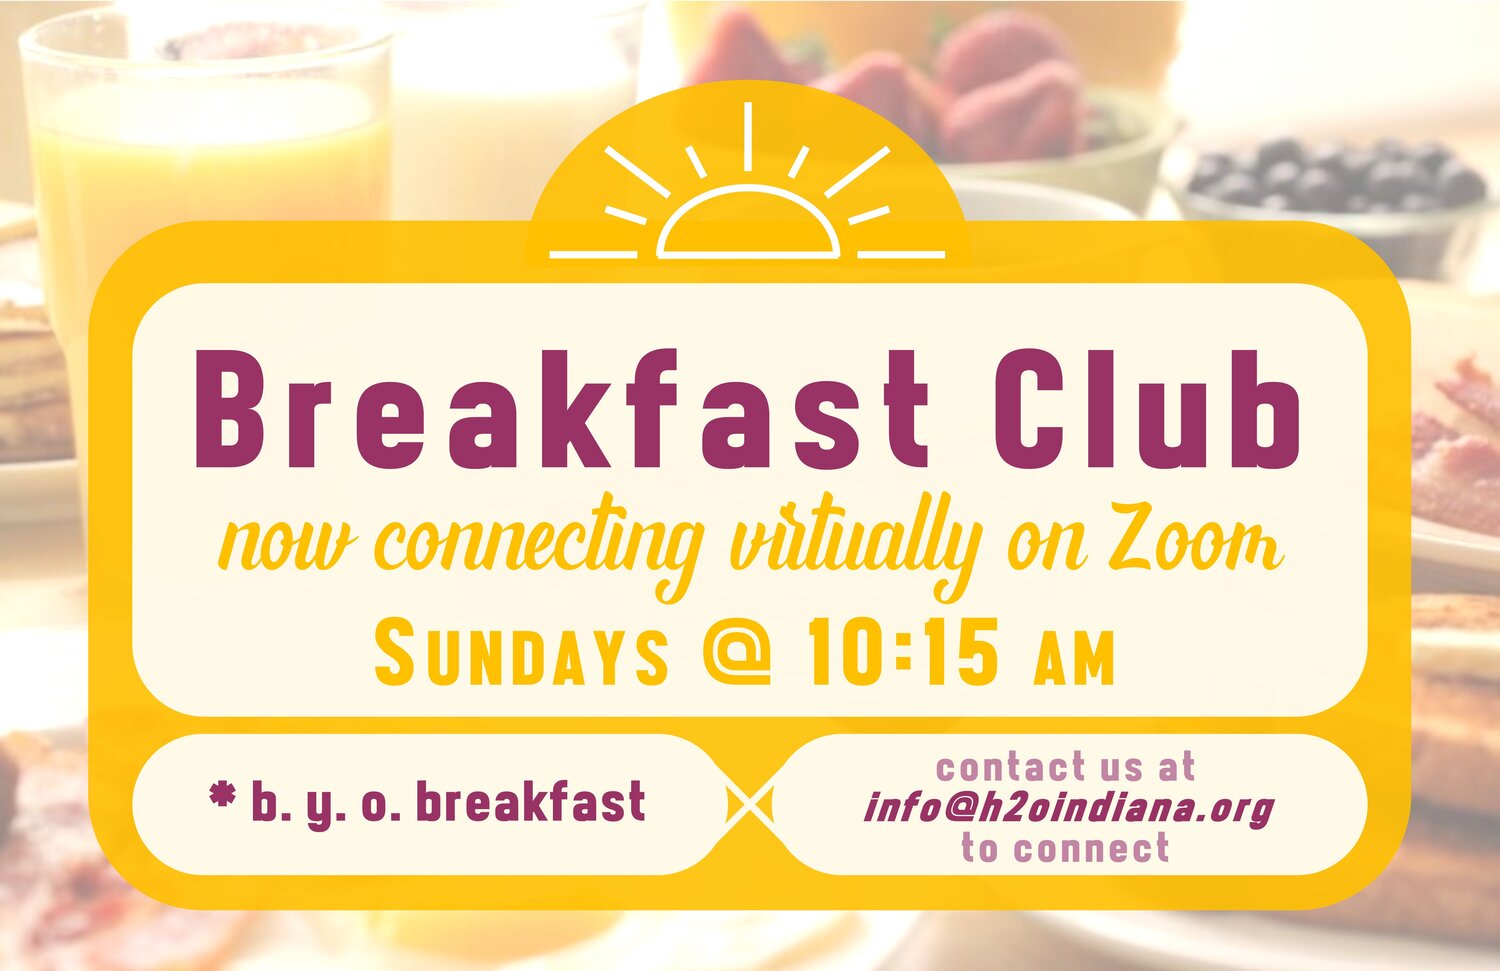 Breakfast Club
now connecting virtually on Zoom
Sundays @ 10:15 am
* b. y. o. breakfast
contact us at
info@h2oindiana.org
to connect